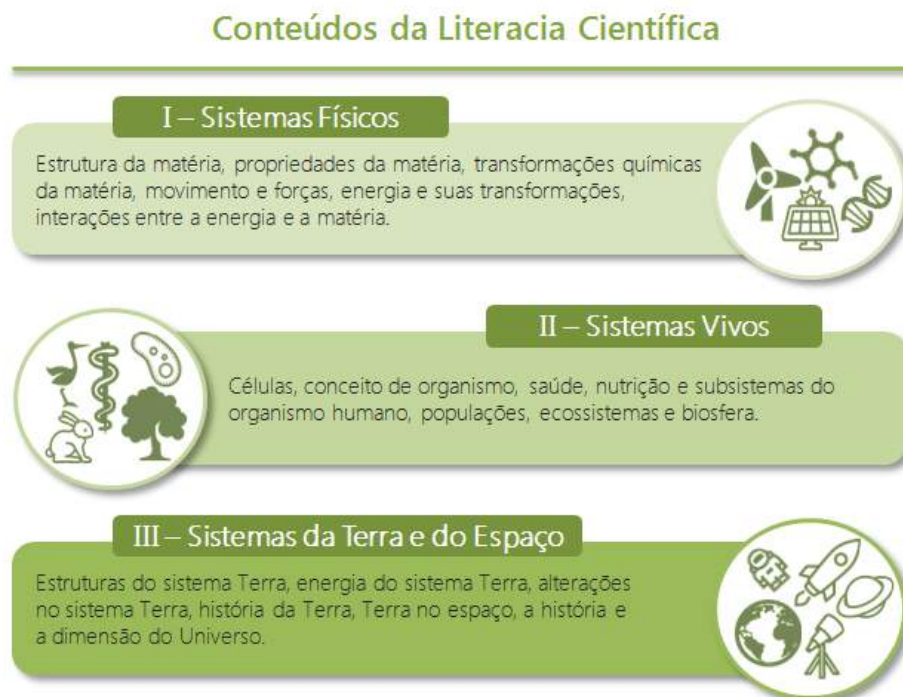 Conteúdos da Literacia Científica
I – Sistemas Físicos
Estrutura da matéria, propriedades da matéria, transformações químicas
da matéria, movimento e forças, energia e suas transformações,
interações entre a energia e a matéria.
II – Sistemas Vivos
Células, conceito de organismo, saúde, nutrição e subsistemas do
organismo humano, populações, ecossistemas e biosfera.
III – Sistemas da Terra e do Espaço
Estruturas do sistema Terra, energia do sistema Terra, alterações
no sistema Terra, história da Terra, Terra no espaço, a história e
a dimensão do Universo.